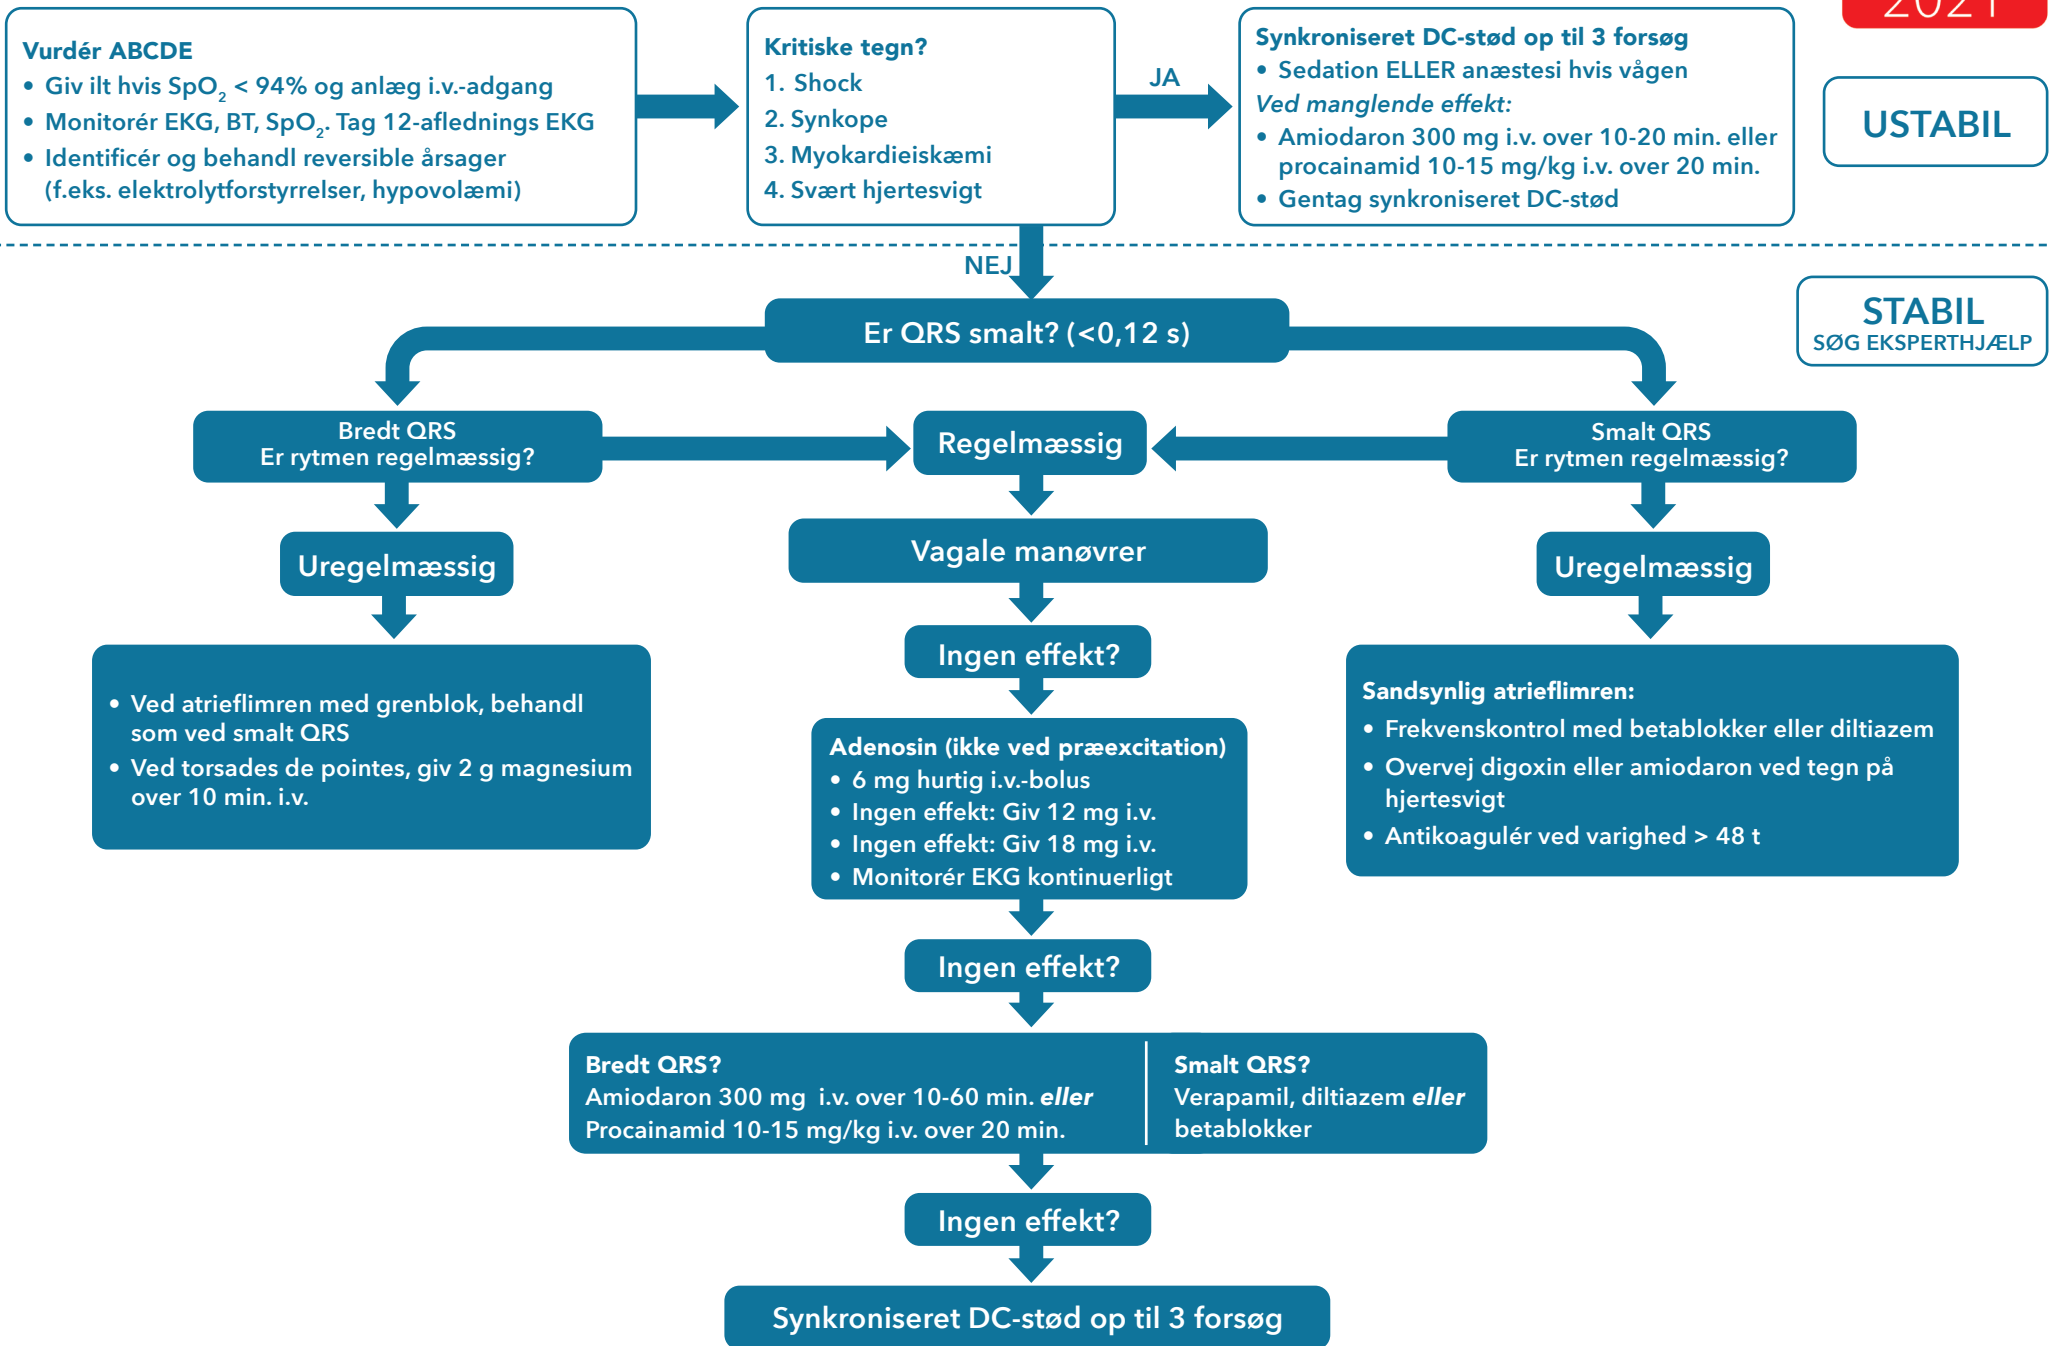 2021
Vurdér ABCDE
• Giv ilt hvis SpO₂ < 94% og anlæg i.v.-adgang
• Monitorér EKG, BT, SpO₂. Tag 12-aflednings EKG
• Identificér og behandl reversible årsager
(f.eks. elektrolytforstyrrelser, hypovolæmi)
Kritiske tegn?
1. Shock
2. Synkope
3. Myokardieiskæmi
4. Svært hjertesvigt
JA
Synkroniseret DC-stød op til 3 forsøg
• Sedation ELLER anæstesi hvis vågen
Ved manglende effekt:
• Amiodaron 300 mg i.v. over 10-20 min. eller
procainamid 10-15 mg/kg i.v. over 20 min.
• Gentag synkroniseret DC-stød
USTABIL
NEJ
STABIL
SØG EKSPERTHJÆLP
Er QRS smalt? (<0,12 s)
Bredt QRS
Er rytmen regelmæssig?
Regelmæssig
Smalt QRS
Er rytmen regelmæssig?
Uregelmæssig
Vagale manøvrer
Uregelmæssig
Ingen effekt?
• Ved atrieflimren med grenblok, behandl
som ved smalt QRS
• Ved torsades de pointes, giv 2 g magnesium
over 10 min. i.v.
Adenosin (ikke ved præexcitation)
• 6 mg hurtig i.v.-bolus
• Ingen effekt: Giv 12 mg i.v.
• Ingen effekt: Giv 18 mg i.v.
• Monitorér EKG kontinuerligt
Sandsynlig atrieflimren:
• Frekvenskontrol med betablokker eller diltiazem
• Overvej digoxin eller amiodaron ved tegn på
hjertesvigt
• Antikoagulér ved varighed > 48 t
Ingen effekt?
Bredt QRS?
Amiodaron 300 mg i.v. over 10-60 min. eller
Procainamid 10-15 mg/kg i.v. over 20 min.
Smalt QRS?
Verapamil, diltiazem eller
betablokker
Ingen effekt?
Synkroniseret DC-stød op til 3 forsøg